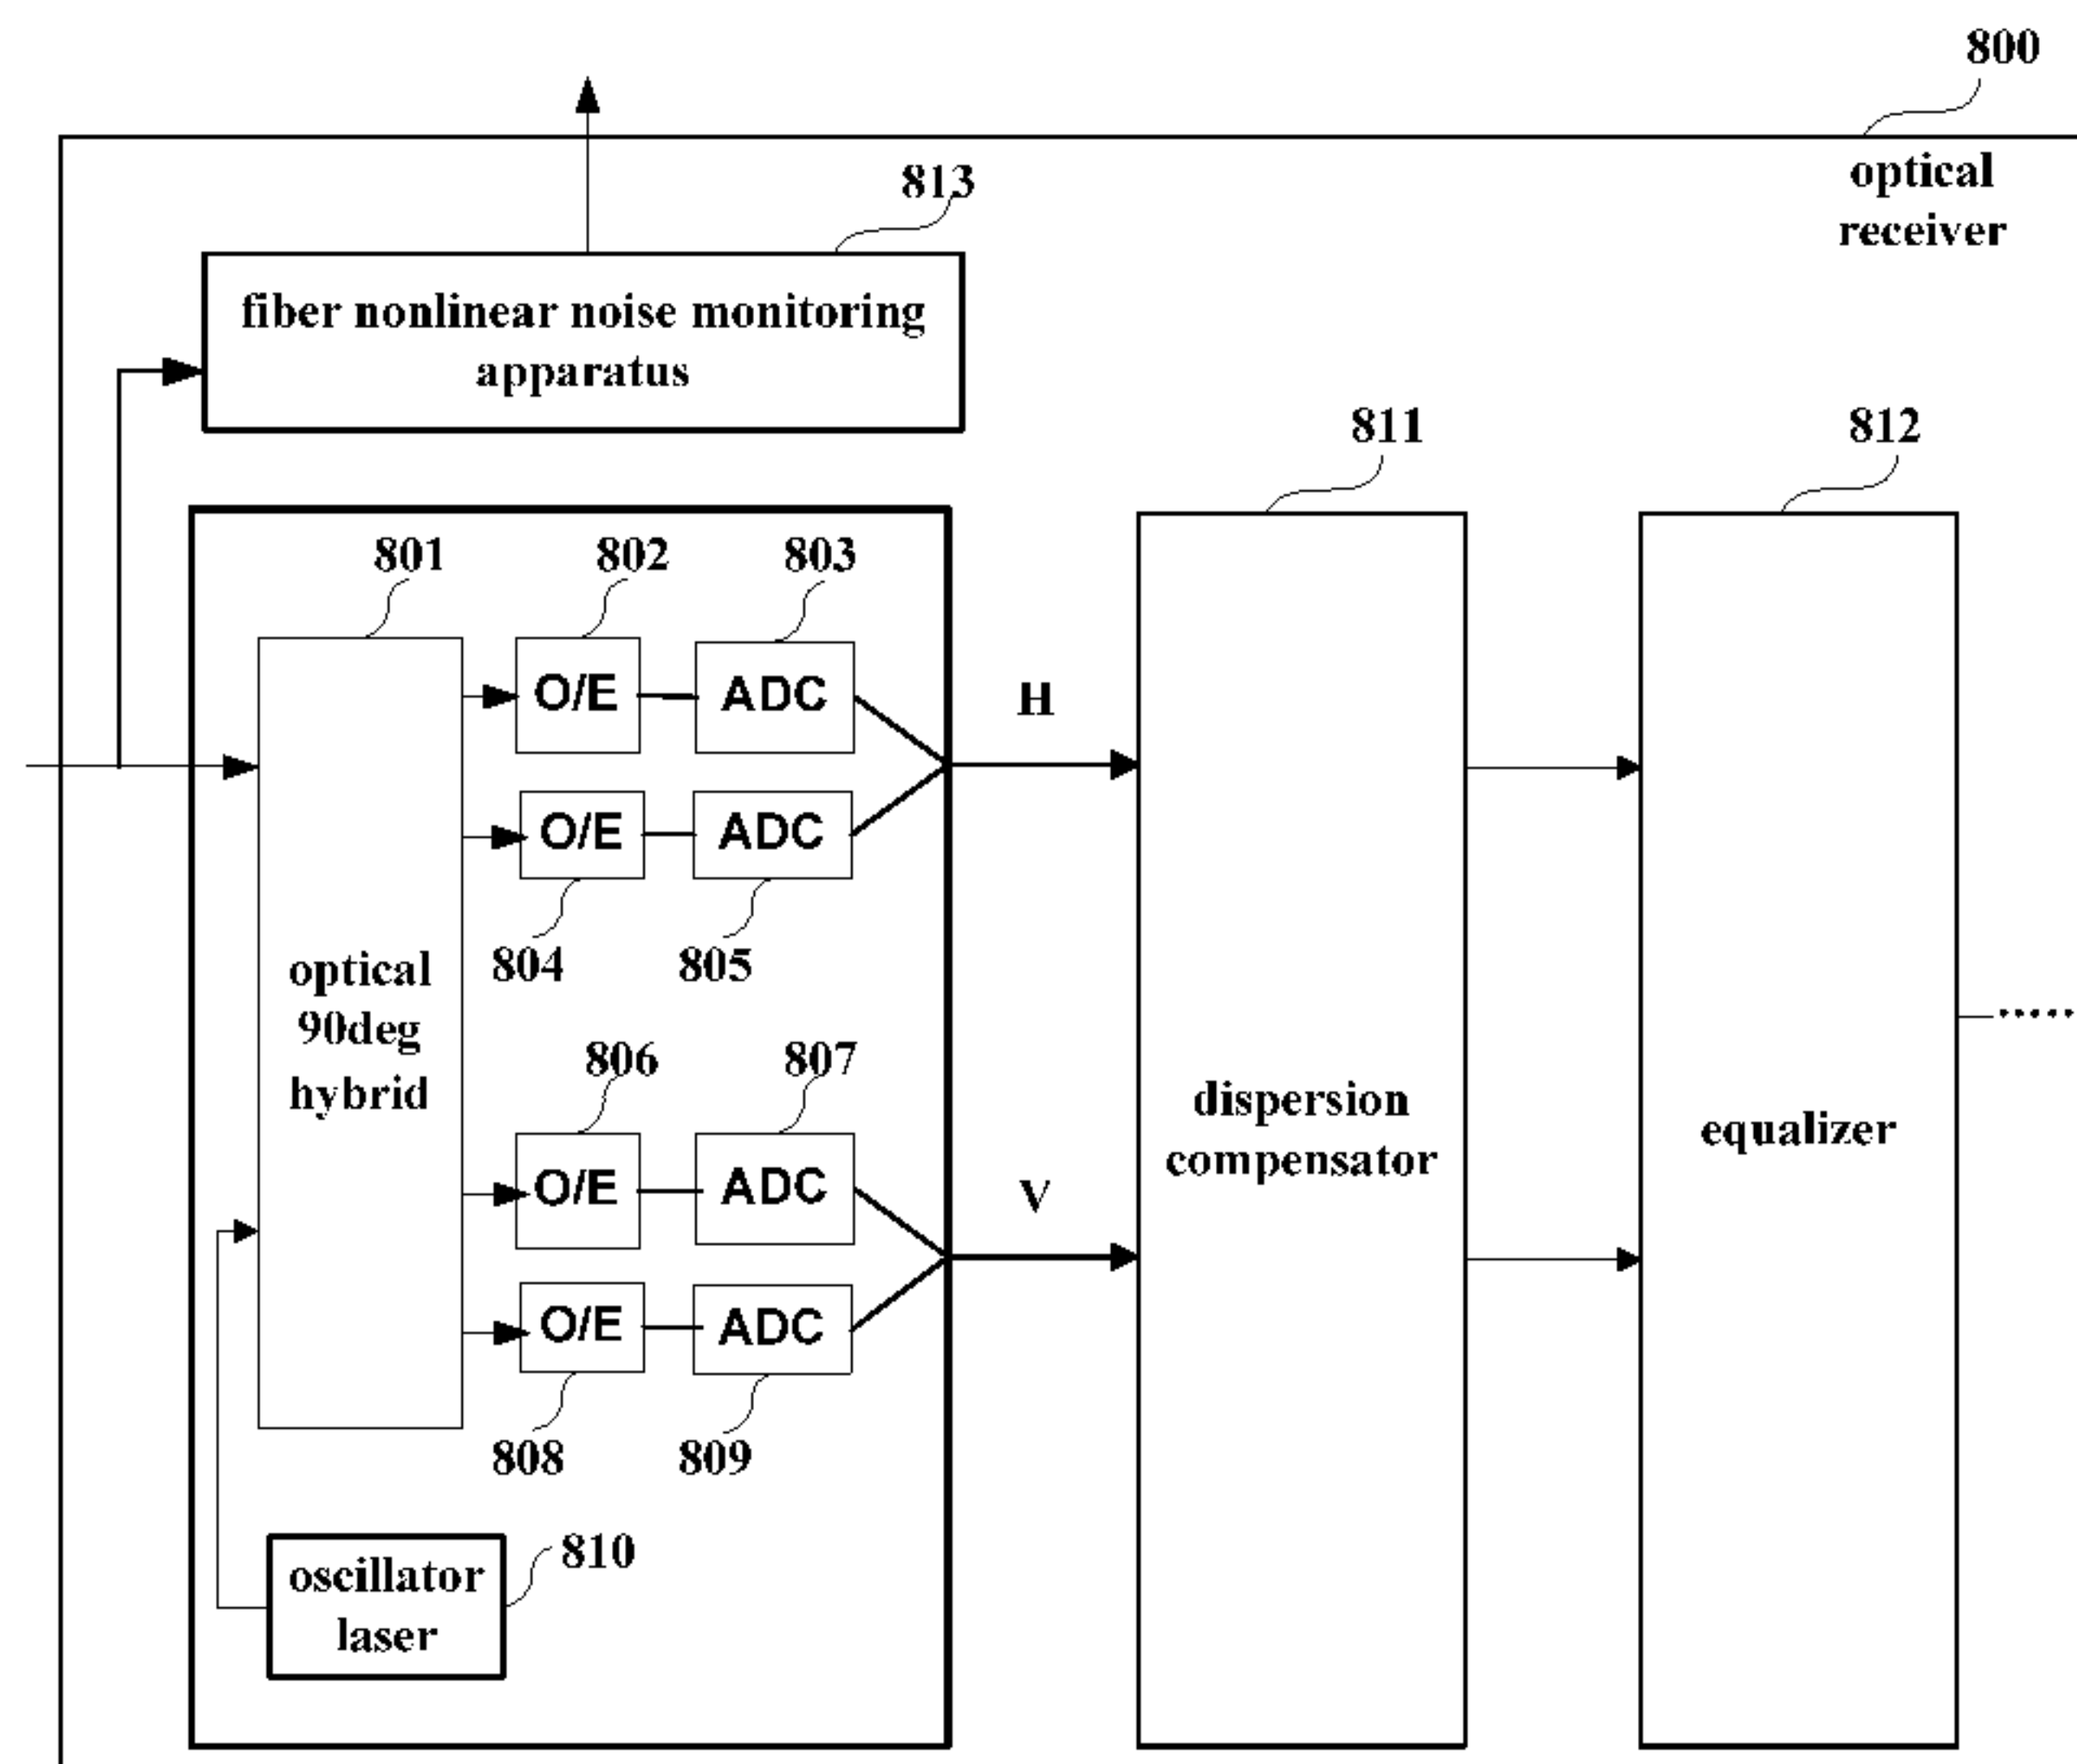 800
optical
receiver
813
fiber nonlinear noise monitoring
apparatus
811
812
801
802
803
O/E
ADC
H
O/E
ADC
804
805
optical
90deg
hybrid
806
807
dispersion
compensator
equalizer
.....
O/E
ADC
V
O/E
ADC
808
809
810
oscillator
laser